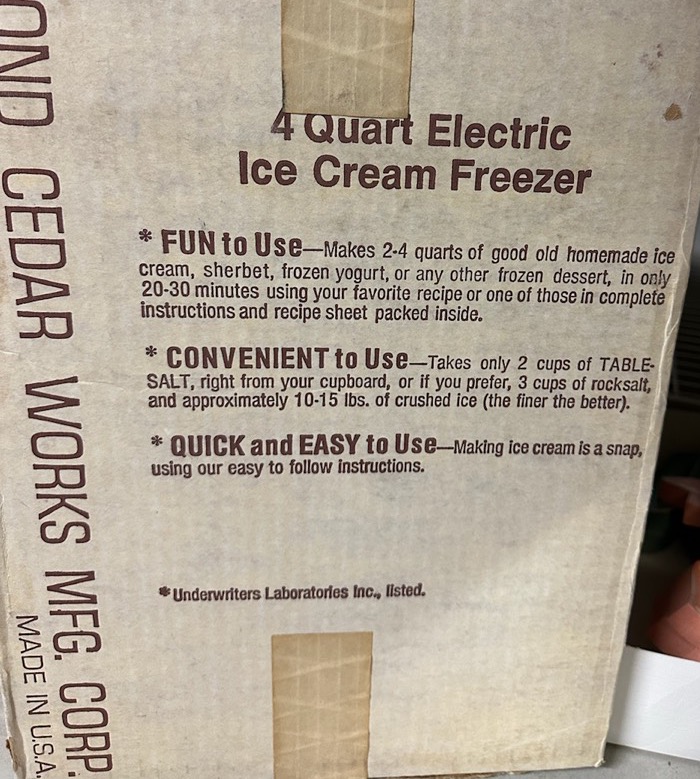 4 Quart Electric
Ice Cream Freezer
* FUN to Use—Makes 2-4 quarts of good old homemade ice
cream, sherbet, frozen yogurt, or any other frozen dessert, in only
20-30 minutes using your favorite recipe or one of those in complete
instructions and recipe sheet packed inside.
* CONVENIENT to Use—Takes only 2 cups of TABLE-
SALT, right from your cupboard, or if you prefer, 3 cups of rocksalt,
and approximately 10-15 lbs. of crushed ice (the finer the better).
* QUICK and EASY to Use—Making ice cream is a snap,
using our easy to follow instructions.
*Underwriters Laboratories Inc., listed.
OND CEDAR WORKS MFG. CORP.
MADE IN U.S.A.